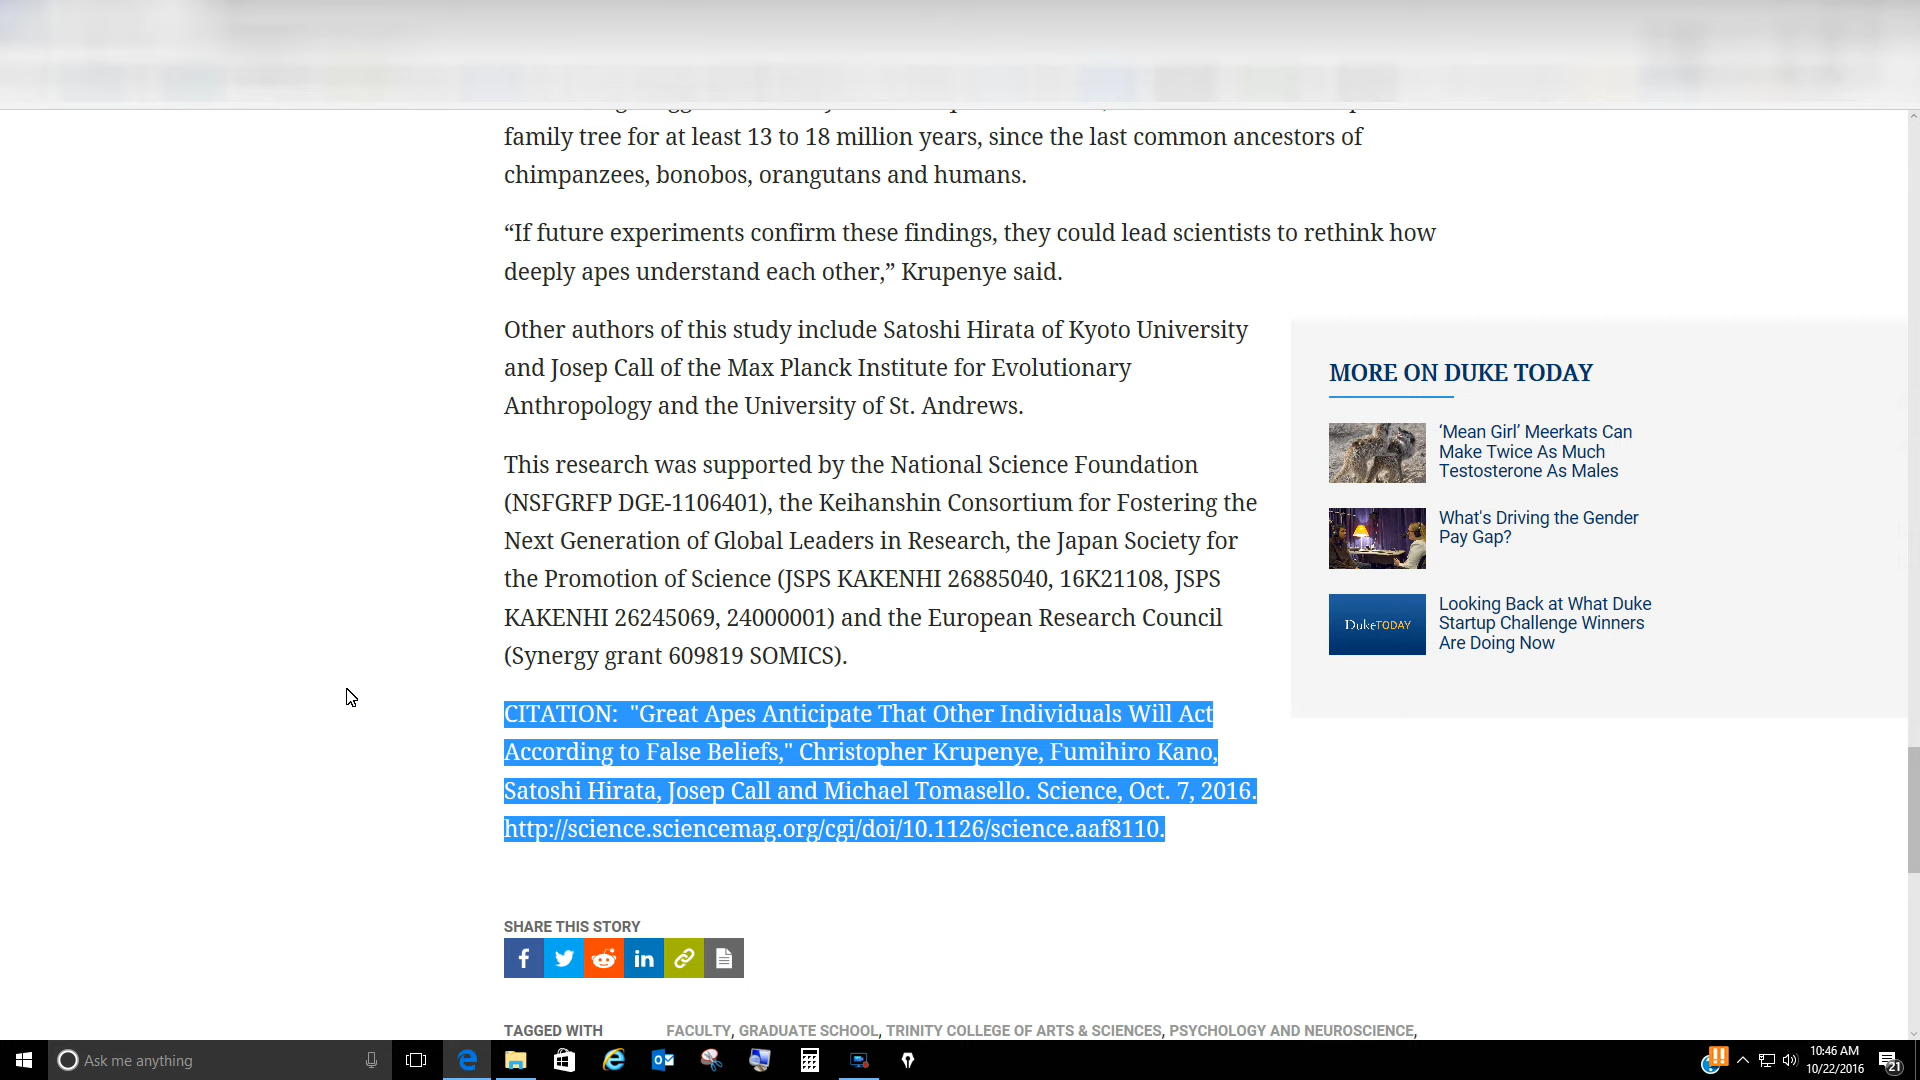 family tree for at least 13 to 18 million years, since the last common ancestors of
chimpanzees, bonobos, orangutans and humans.
“If future experiments confirm these findings, they could lead scientists to rethink how
deeply apes understand each other,” Krupenye said.
Other authors of this study include Satoshi Hirata of Kyoto University
and Josep Call of the Max Planck Institute for Evolutionary
Anthropology and the University of St. Andrews.
This research was supported by the National Science Foundation
(NSFGRFP DGE-1106401), the Keihanshin Consortium for Fostering the
Next Generation of Global Leaders in Research, the Japan Society for
the Promotion of Science (JSPS KAKENHI 26885040, 16K21108, JSPS
KAKENHI 26245069, 24000001) and the European Research Council
(Synergy grant 609819 SOMICS).
CITATION:  "Great Apes Anticipate That Other Individuals Will Act
According to False Beliefs," Christopher Krupenye, Fumihiro Kano,
Satoshi Hirata, Josep Call and Michael Tomasello. Science, Oct. 7, 2016.
http://science.sciencemag.org/cgi/doi/10.1126/science.aaf8110.
MORE ON DUKE TODAY
‘Mean Girl’ Meerkats Can
Make Twice As Much
Testosterone As Males
What's Driving the Gender
Pay Gap?
DukeTODAY
Looking Back at What Duke
Startup Challenge Winners
Are Doing Now
SHARE THIS STORY
TAGGED WITH FACULTY, GRADUATE SCHOOL, TRINITY COLLEGE OF ARTS & SCIENCES, PSYCHOLOGY AND NEUROSCIENCE,
Ask me anything
10:46 AM
10/22/2016
21